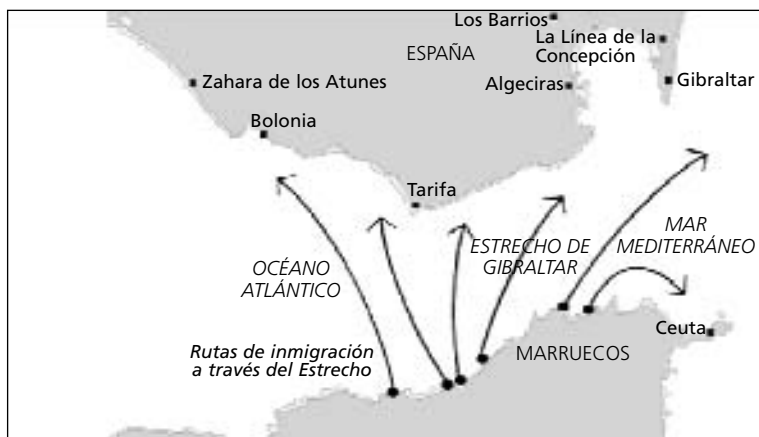 Los Barrios
La Línea de la
Concepción
ESPAÑA
Zahara de los Atunes
Algeciras
Gibraltar
Bolonia
Tarifa
ESTRECHO DE
GIBRALTAR
MAR
MEDITERRÁNEO
OCÉANO
ATLÁNTICO
Ceuta
Rutas de inmigración
a través del Estrecho
MARRUECOS